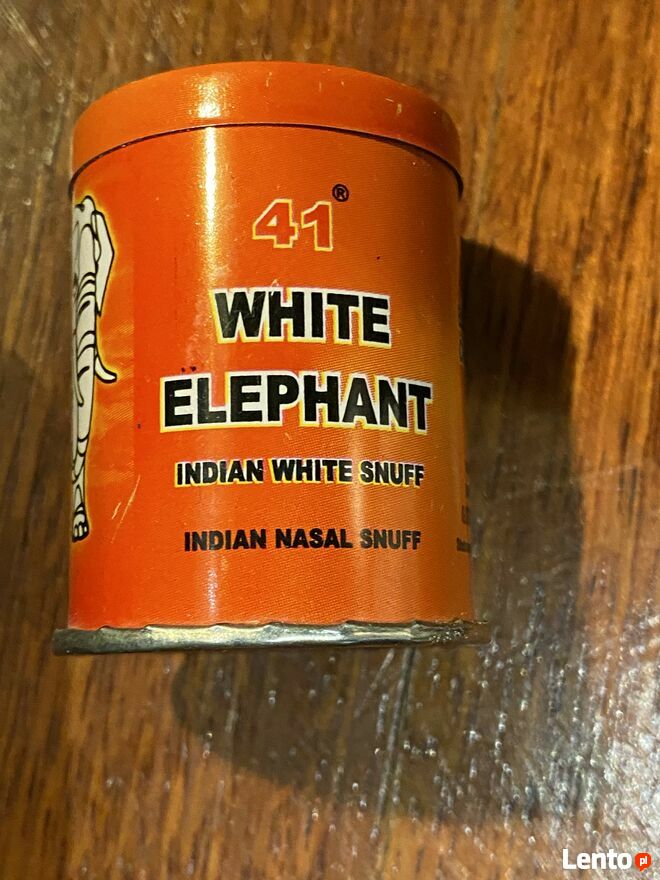 41®
WHITE
ELEPHANT
INDIAN WHITE SNUFF
INDIAN NASAL SNUFF
Lento pl